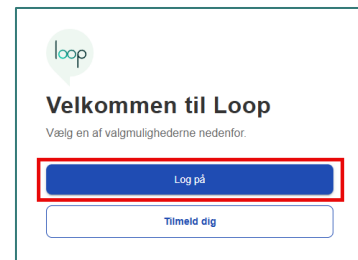 loop
Velkommen til Loop
Vælg en af valgmulighederne nedenfor.
Log på
Tilmeld dig